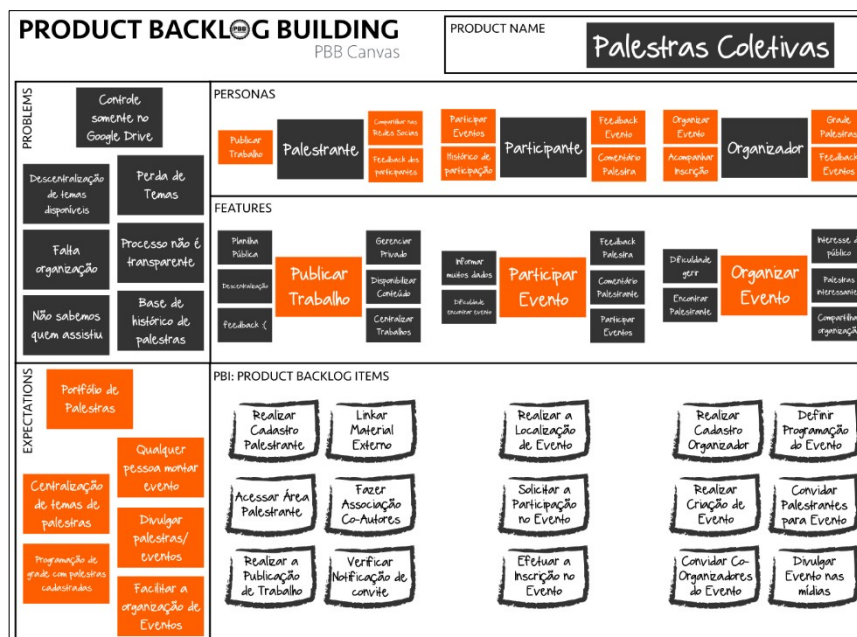 PRODUCT BACKLOG BUILDING
PBB Canvas
PRODUCT NAME
Palestras Coletivas
PROBLEMS
Controle
somente no
Google Drive
Descentralização
de temas
disponíveis
Perda de
Temas
Falta
organização
Processo não é
transparente
Não sabemos
quem assistiu
Base de
histórico de
palestras
PERSONAS
Publicar
Trabalho
Palestrante
Compartilhar nas
Redes Socias
Feedback dos
participantes
Participar
Eventos
Histórico de
participação
Participante
Feedback
Evento
Comentário
Palestra
Organizar
Evento
Acompanhar
Inscrição
Organizador
Grade
Palestras
Feedback
Eventos
FEATURES
Planilha
Pública
Descentralização
feedback :(
Publicar
Trabalho
Gerenciar
Privado
Disponibilizar
Conteúdo
Centralizar
Trabalhos
Informar
muitos dados
Dificuldade
encontrar evento
Participar
Evento
Feedback
Palestra
Comentário
Palestrante
Participar
Eventos
Dificuldade
gerir
Encontrar
Palestrante
Organizar
Evento
Interesse
público
Palestras
interessante
Compartilha
organização
EXPECTATIONS
Portfólio de
Palestras
Qualquer
pessoa montar
evento
Centralização
de temas de
palestras
Divulgar
palestras/
eventos
Programação de
grade com palestras
cadastradas
Facilitar a
organização de
Eventos
PBI: PRODUCT BACKLOG ITEMS
Realizar
Cadastro
Palestrante
Linkar
Material
Externo
Acessar Área
Palestrante
Fazer
Associação
Co-Autores
Realizar a
Publicação
de Trabalho
Verificar
Notificação de
convite
Realizar a
Localização
de Evento
Solicitar a
Participação
no Evento
Efetuar a
Inscrição no
Evento
Realizar
Cadastro
Organizador
Definir
Programação
do Evento
Realizar
Criação de
Evento
Convidar
Palestrantes
para Evento
Convidar Co-
Organizadores
do Evento
Divulgar
Evento nas
mídias